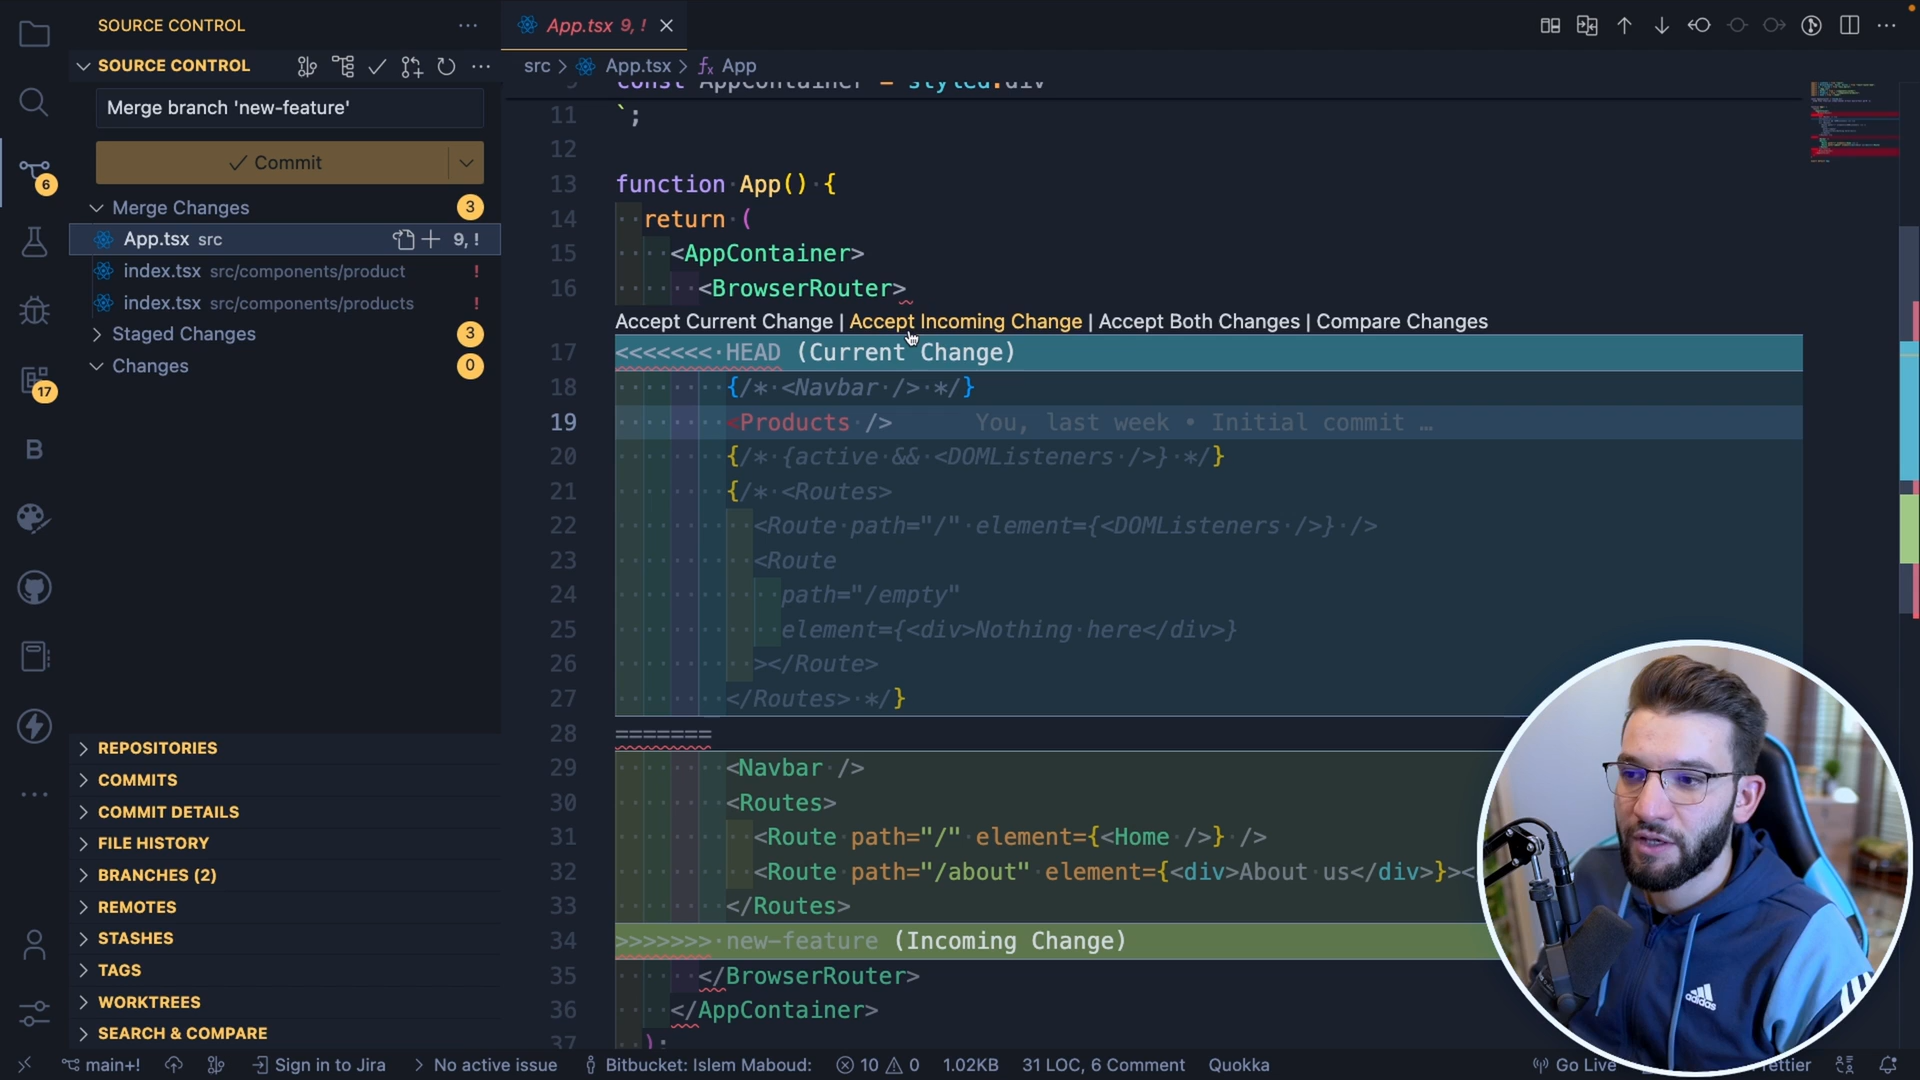 SOURCE CONTROL
SOURCE CONTROL
Merge branch 'new-feature'
Commit
Merge Changes 3
App.tsx src 9, !
index.tsx src/components/product !
index.tsx src/components/products !
Staged Changes 3
Changes 0
6
17
B
REPOSITORIES
COMMITS
COMMIT DETAILS
FILE HISTORY
BRANCHES (2)
REMOTES
STASHES
TAGS
WORKTREES
SEARCH & COMPARE
App.tsx 9, !
src > App.tsx > App
const AppContainer = styled.div
11 `;
12
13 function App() {
14 return (
15 <AppContainer>
16 <BrowserRouter>
Accept Current Change | Accept Incoming Change | Accept Both Changes | Compare Changes
17 <<<<<<< HEAD (Current Change)
18 {/* <Navbar /> */}
19 <Products /> You, last week • Initial commit …
20 {/* {active && <DOMListeners />} */}
21 {/* <Routes>
22 <Route path="/" element={<DOMListeners />} />
23 <Route
24 path="/empty"
25 element={<div>Nothing here</div>}
26 ></Route>
27 </Routes> */}
28 =======
29 <Navbar />
30 <Routes>
31 <Route path="/" element={<Home />} />
32 <Route path="/about" element={<div>About us</div>}><
33 </Routes>
34 >>>>>>> new-feature (Incoming Change)
35 </BrowserRouter>
36 </AppContainer>
37 );
adidas
main+! Sign in to Jira No active issue Bitbucket: Islem Maboud: 10 0 1.02KB 31 LOC, 6 Comment Quokka Go Live